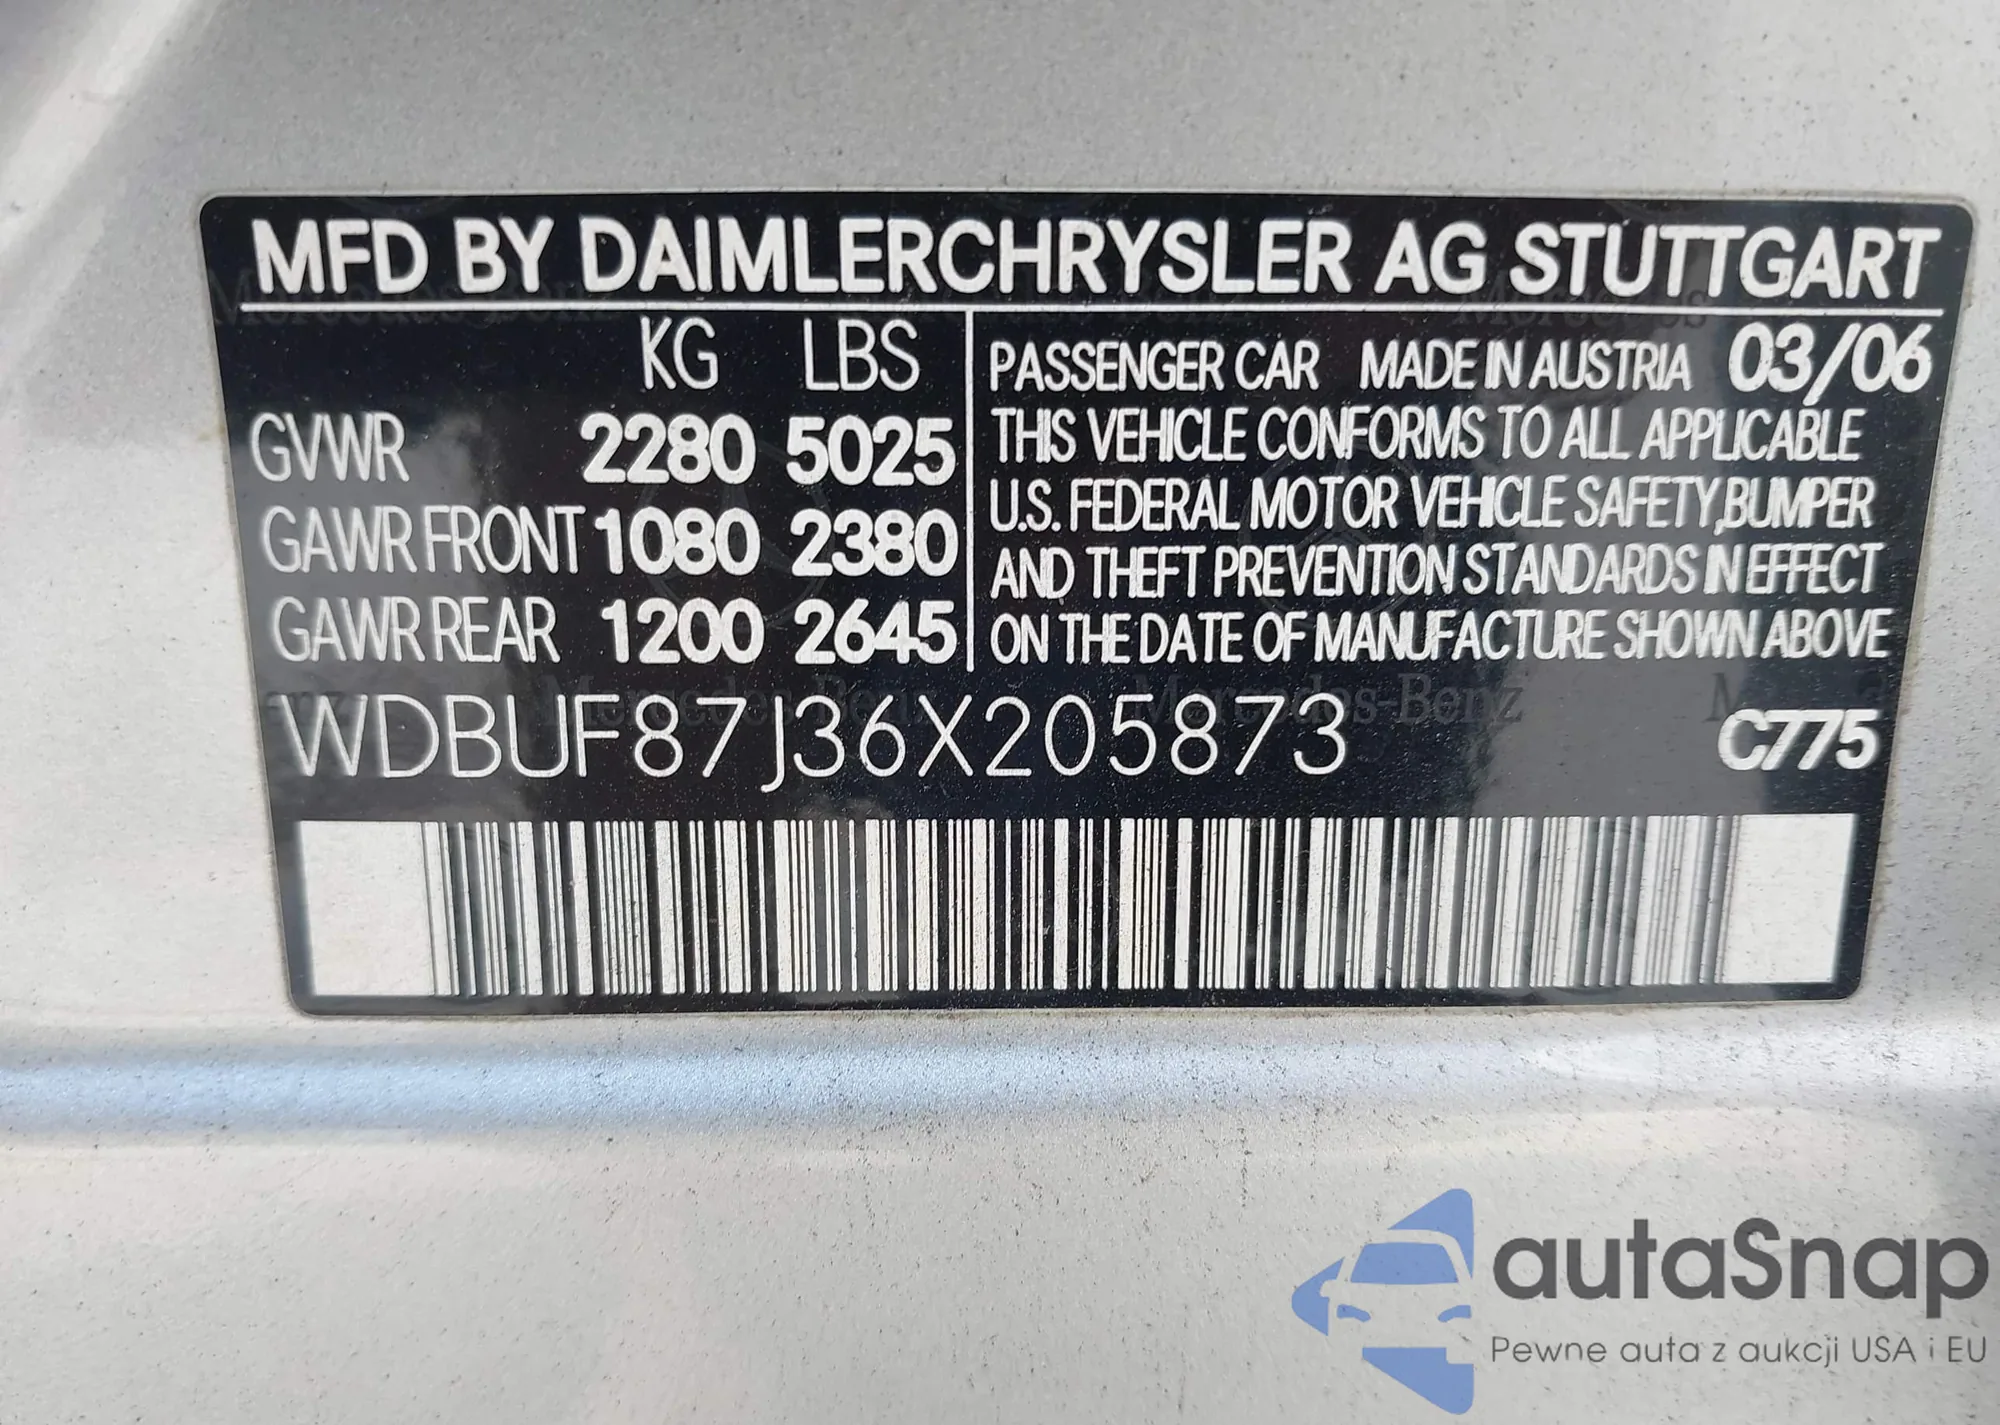 MFD BY DAIMLERCHRYSLER AG STUTTGART
KG LBS
GVWR 2280 5025
GAWR FRONT 1080 2380
GAWR REAR 1200 2645
PASSENGER CAR MADE IN AUSTRIA 03/06
THIS VEHICLE CONFORMS TO ALL APPLICABLE
U.S. FEDERAL MOTOR VEHICLE SAFETY,BUMPER
AND THEFT PREVENTION STANDARDS IN EFFECT
ON THE DATE OF MANUFACTURE SHOWN ABOVE
WDBUF87J36X205873 C775
Mercedes-Benz
autaSnap
Pewne auta z aukcji USA i EU